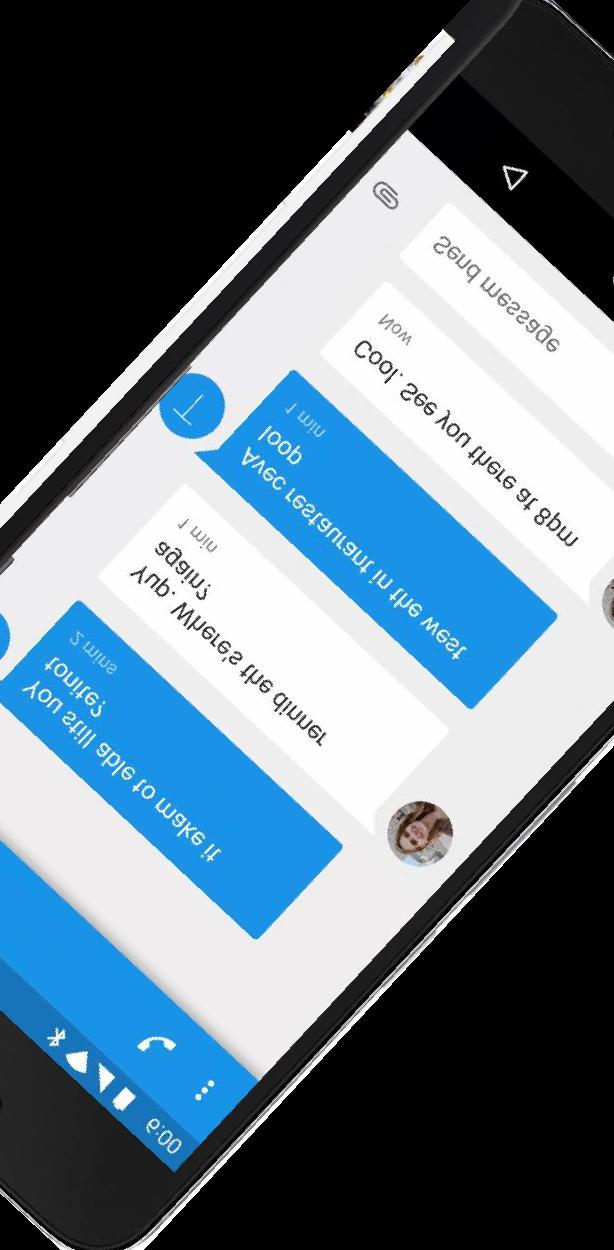 6:00
You still able to make it
tonite?
2 mins
Yup. Where's the dinner
again?
1 min
T
Avec restaurant in the west
loop
1 min
Cool. See you there at 8pm
Now
Send message